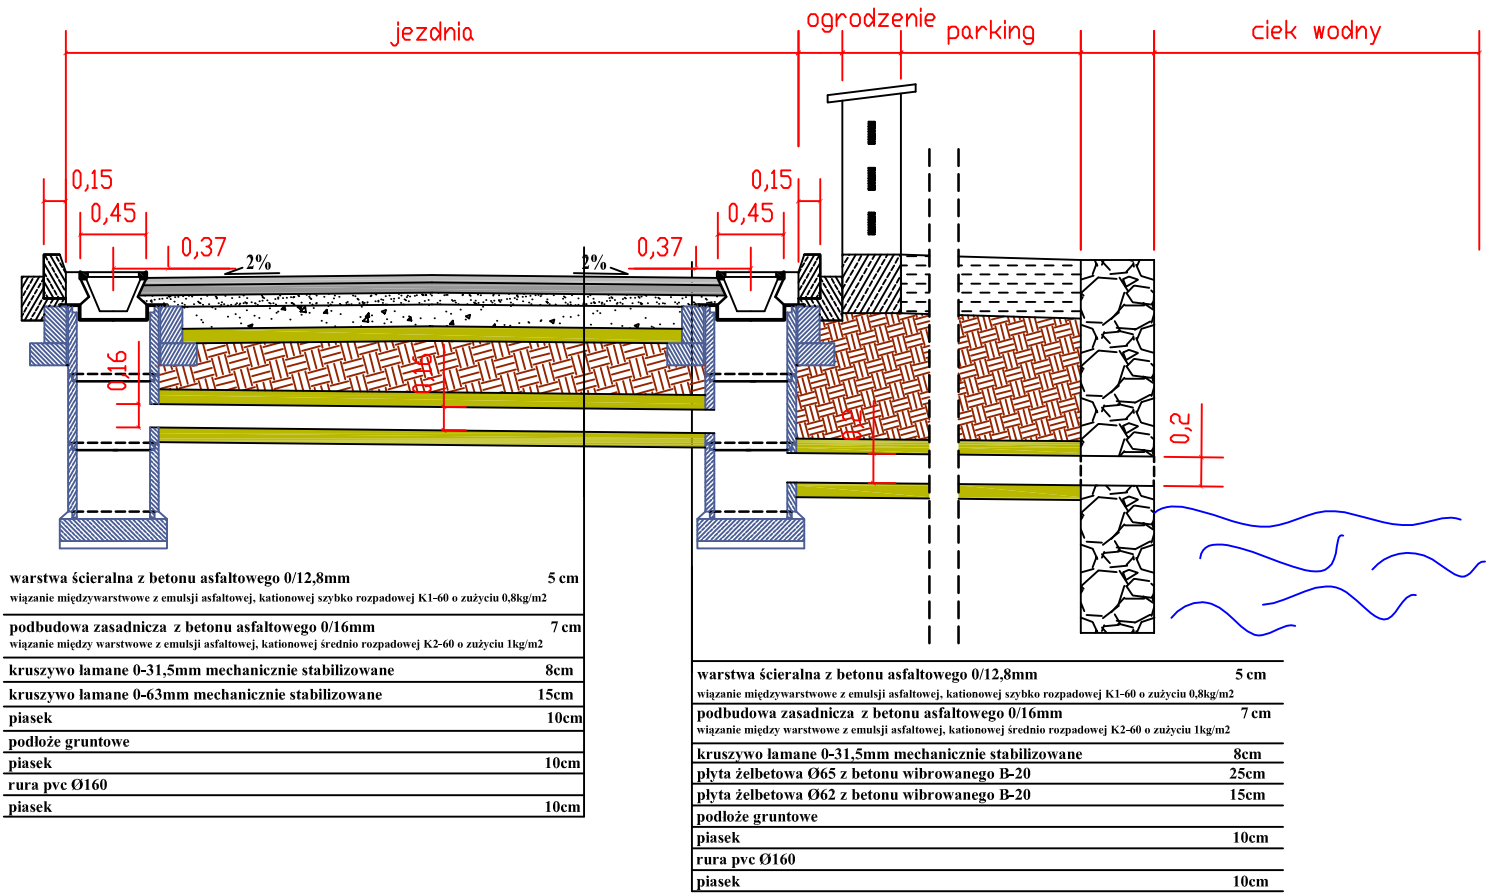 jezdnia
ogrodzenie
parking
ciek wodny
0,15
0,45
0,37
2%
0,37
2%
0,15
0,45
0,16
0,16
0,2
0,2
warstwa ścieralna z betonu asfaltowego 0/12,8mm 5 cm
wiązanie międzywarstwowe z emulsji asfaltowej, kationowej szybko rozpadowej K1-60 o zużyciu 0,8kg/m2
podbudowa zasadnicza z betonu asfaltowego 0/16mm 7 cm
wiązanie między warstwowe z emulsji asfaltowej, kationowej średnio rozpadowej K2-60 o zużyciu 1kg/m2
kruszywo łamane 0-31,5mm mechanicznie stabilizowane 8cm
kruszywo łamane 0-63mm mechanicznie stabilizowane 15cm
piasek 10cm
podłoże gruntowe
piasek 10cm
rura pvc Ø160
piasek 10cm
warstwa ścieralna z betonu asfaltowego 0/12,8mm 5 cm
wiązanie międzywarstwowe z emulsji asfaltowej, kationowej szybko rozpadowej K1-60 o zużyciu 0,8kg/m2
podbudowa zasadnicza z betonu asfaltowego 0/16mm 7 cm
wiązanie między warstwowe z emulsji asfaltowej, kationowej średnio rozpadowej K2-60 o zużyciu 1kg/m2
kruszywo łamane 0-31,5mm mechanicznie stabilizowane 8cm
płyta żelbetowa Ø65 z betonu wibrowanego B-20 25cm
płyta żelbetowa Ø62 z betonu wibrowanego B-20 15cm
podłoże gruntowe
piasek 10cm
rura pvc Ø160
piasek 10cm